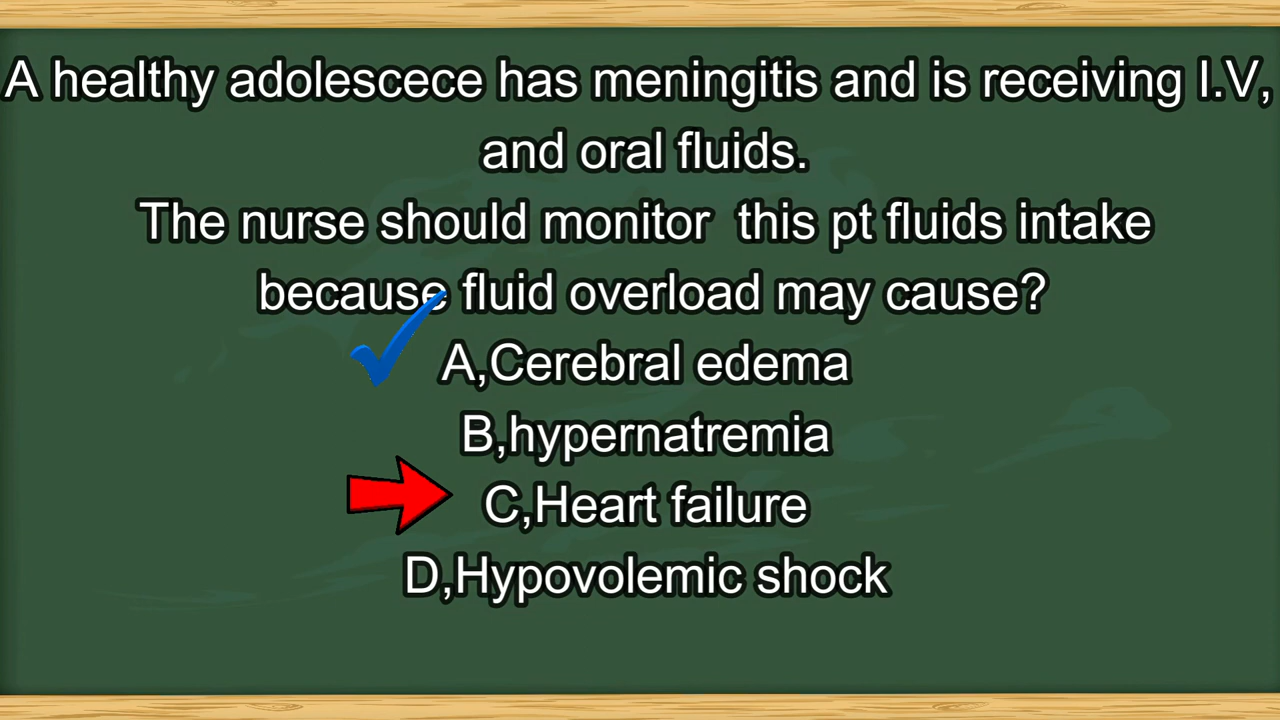 A healthy adolescece has meningitis and is receiving I.V,
and oral fluids.
The nurse should monitor  this pt fluids intake
because fluid overload may cause?
A,Cerebral edema
B,hypernatremia
C,Heart failure
D,Hypovolemic shock